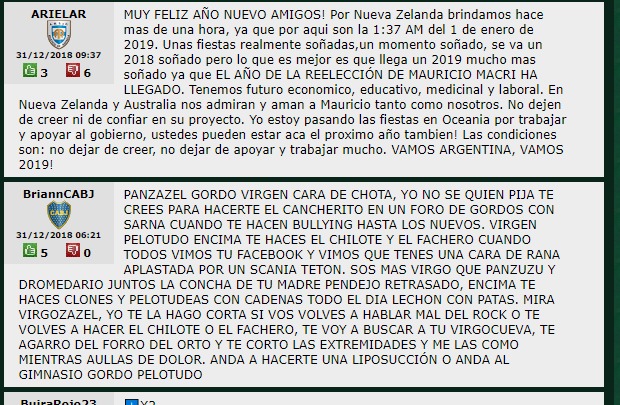 ARIELAR
31/12/2018 09:37
3 6
MUY FELIZ AÑO NUEVO AMIGOS! Por Nueva Zelanda brindamos hace
mas de una hora, ya que por aqui son la 1:37 AM del 1 de enero de
2019. Unas fiestas realmente soñadas,un momento soñado, se va un
2018 soñado pero lo que es mejor es que llega un 2019 mucho mas
soñado ya que EL AÑO DE LA REELECCIÓN DE MAURICIO MACRI HA
LLEGADO. Tenemos futuro economico, educativo, medicinal y laboral. En
Nueva Zelanda y Australia nos admiran y aman a Mauricio tanto como nosotros. No dejen
de creer ni de confiar en su proyecto. Yo estoy pasando las fiestas en Oceania por trabajar
y apoyar al gobierno, ustedes pueden estar aca el proximo año tambien! Las condiciones
son: no dejar de creer, no dejar de apoyar y trabajar mucho. VAMOS ARGENTINA, VAMOS
2019!
BriannCABJ
CABJ
31/12/2018 06:21
5 0
PANZAZEL GORDO VIRGEN CARA DE CHOTA, YO NO SE QUIEN PIJA TE
CREES PARA HACERTE EL CANCHERITO EN UN FORO DE GORDOS CON
SARNA CUANDO TE HACEN BULLYING HASTA LOS NUEVOS. VIRGEN
PELOTUDO ENCIMA TE HACES EL CHILOTE Y EL FACHERO CUANDO
TODOS VIMOS TU FACEBOOK Y VIMOS QUE TENES UNA CARA DE RANA
APLASTADA POR UN SCANIA TETON. SOS MAS VIRGO QUE PANZUZU Y
DROMEDARIO JUNTOS LA CONCHA DE TU MADRE PENDEJO RETRASADO, ENCIMA TE
HACES CLONES Y PELOTUDEAS CON CADENAS TODO EL DIA LECHON CON PATAS. MIRA
VIRGOZAZEL, YO TE LA HAGO CORTA SI VOS VOLVES A HABLAR MAL DEL ROCK O TE
VOLVES A HACER EL CHILOTE O EL FACHERO, TE VOY A BUSCAR A TU VIRGOCUEVA, TE
AGARRO DEL FORRO DEL ORTO Y TE CORTO LAS EXTREMIDADES Y ME LAS COMO
MIENTRAS AULLAS DE DOLOR. ANDA A HACERTE UNA LIPOSUCCIÓN O ANDA AL
GIMNASIO GORDO PELOTUDO
BuiraRojo23
X2